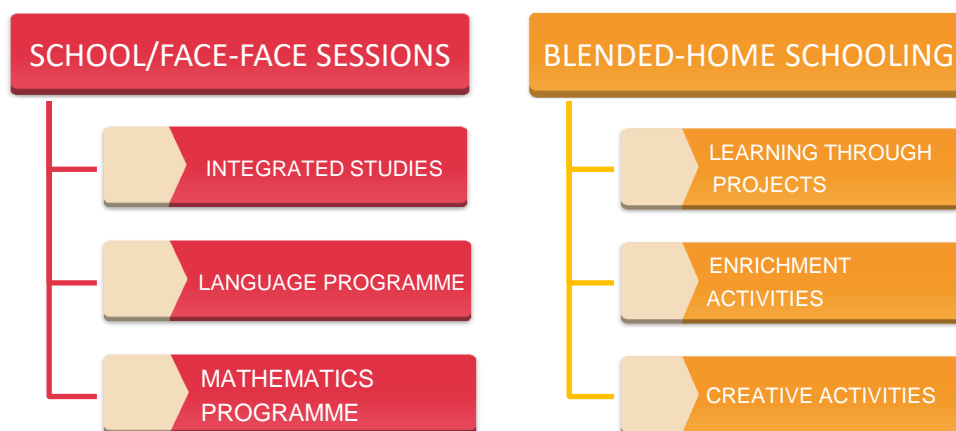 SCHOOL/FACE-FACE SESSIONS
INTEGRATED STUDIES
LANGUAGE PROGRAMME
MATHEMATICS
PROGRAMME
BLENDED-HOME SCHOOLING
LEARNING THROUGH
PROJECTS
ENRICHMENT
ACTIVITIES
CREATIVE ACTIVITIES